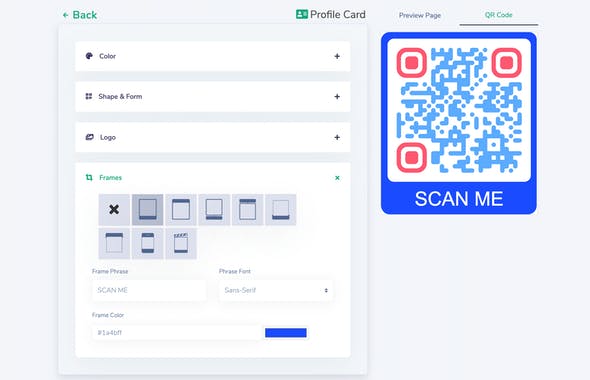 Back
Profile Card
Preview Page
QR Code
Color
Shape & Form
Logo
Frames
Frame Phrase
Phrase Font
SCAN ME
Sans-Serif
Frame Color
#1a4bff
SCAN ME